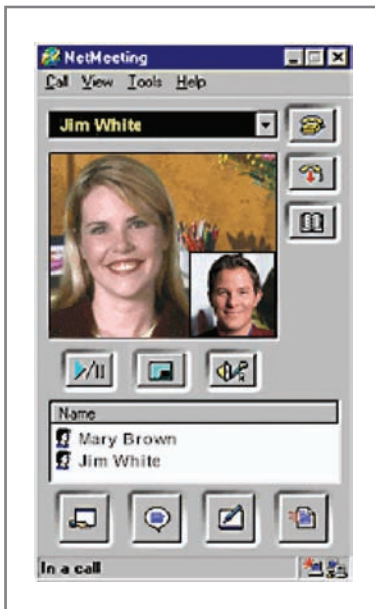 NetMeeting
Call View Tools Help
Jim White
Name
Mary Brown
Jim White
In a call